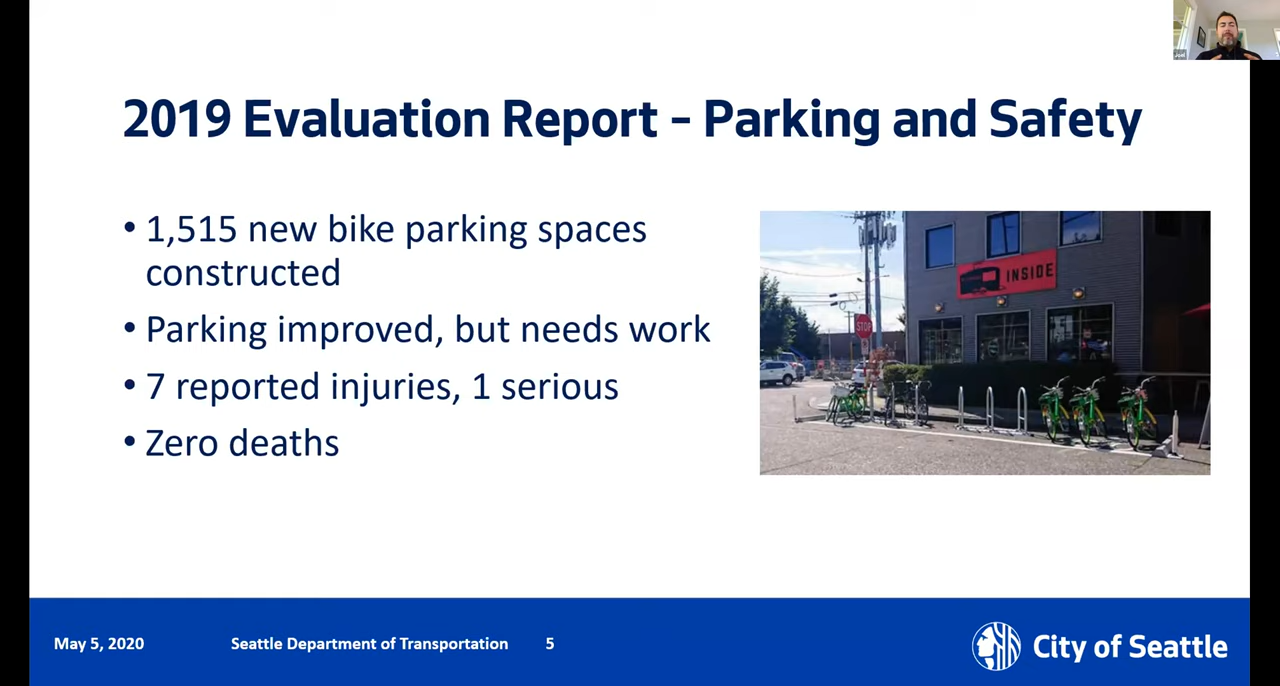 2019 Evaluation Report – Parking and Safety
• 1,515 new bike parking spaces
constructed
• Parking improved, but needs work
• 7 reported injuries, 1 serious
• Zero deaths
INSIDE
STOP
May 5, 2020 Seattle Department of Transportation 5
City of Seattle
Joel